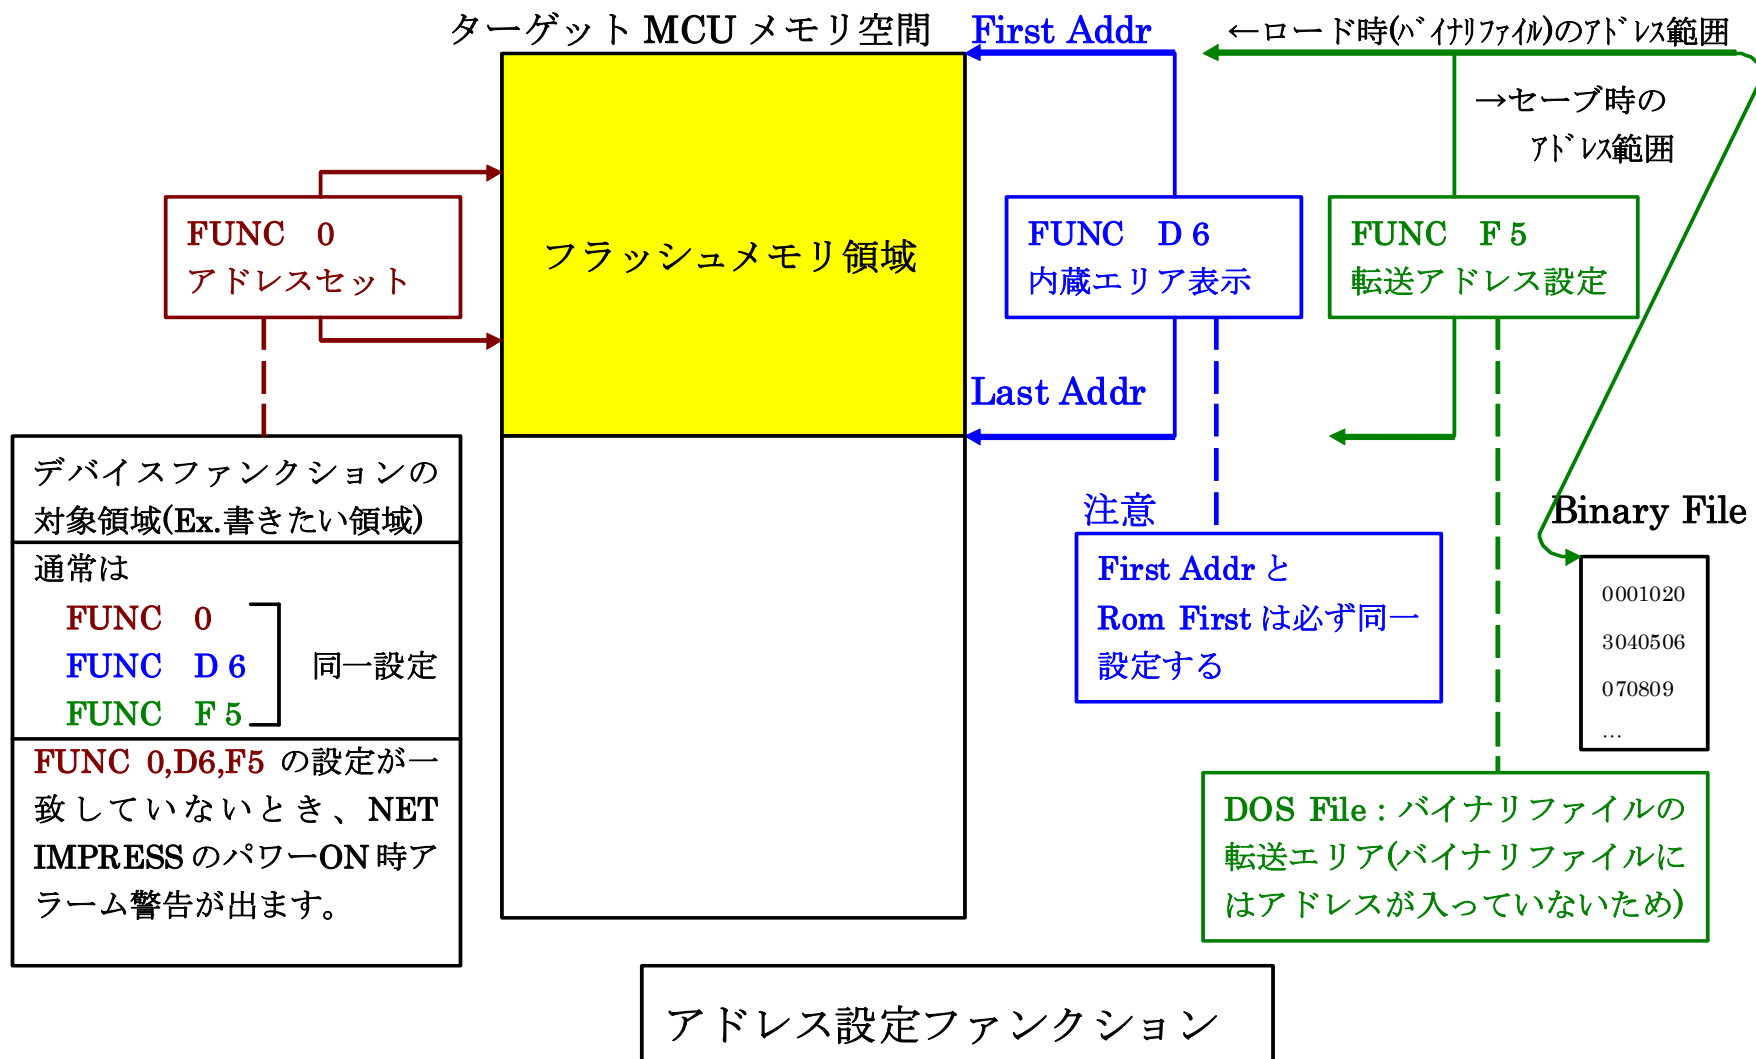 ターゲット MCU メモリ空間
First Addr
←ロード時(ﾊﾞｲﾅﾘﾌｧｲﾙ)のｱﾄﾞﾚｽ範囲
→セーブ時の
ｱﾄﾞﾚｽ範囲
FUNC 0
アドレスセット
フラッシュメモリ領域
FUNC D 6
内蔵エリア表示
FUNC F 5
転送アドレス設定
Last Addr
デバイスファンクションの
対象領域(Ex.書きたい領域)
通常は
FUNC 0
FUNC D 6
FUNC F 5
同一設定
FUNC 0,D6,F5 の設定が一
致していないとき、NET
IMPRESS のパワーON 時ア
ラーム警告が出ます。
注意
First Addr と
Rom First は必ず同一
設定する
Binary File
0001020
3040506
070809
…
DOS File : バイナリファイルの
転送エリア(バイナリファイルに
はアドレスが入っていないため)
アドレス設定ファンクション